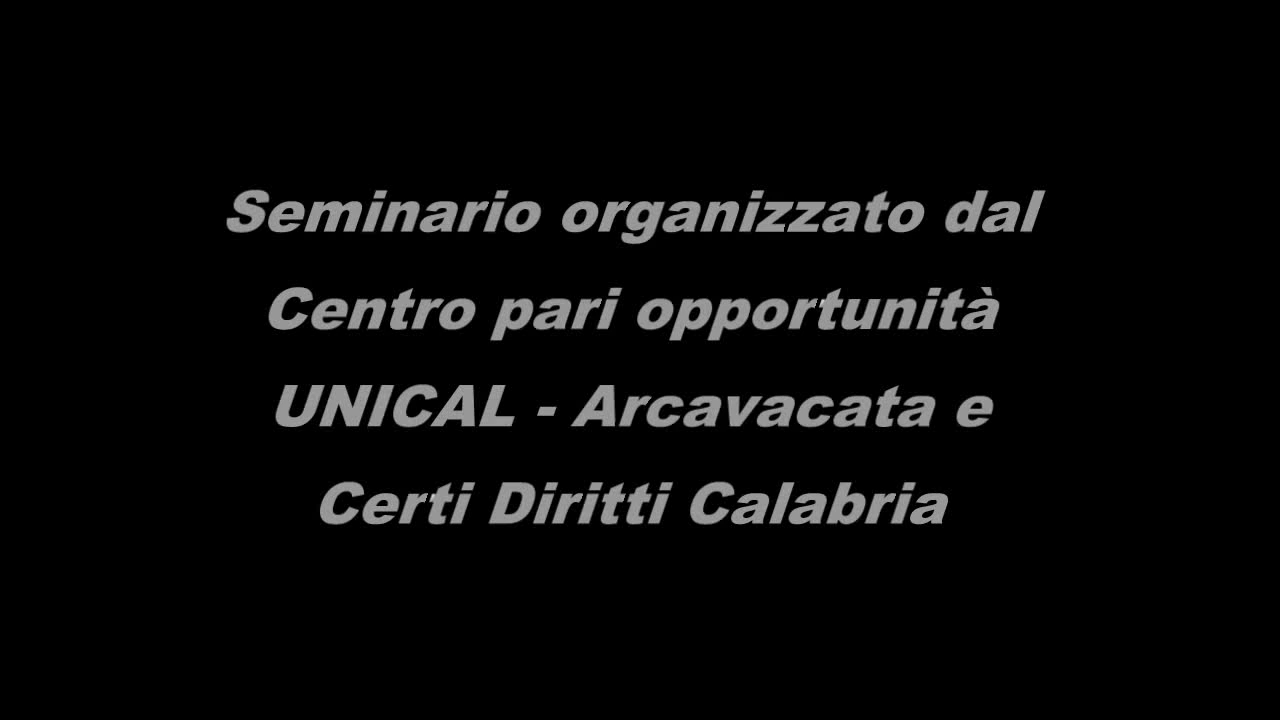 Seminario organizzato dal
Centro pari opportunità
UNICAL - Arcavacata e
Certi Diritti Calabria